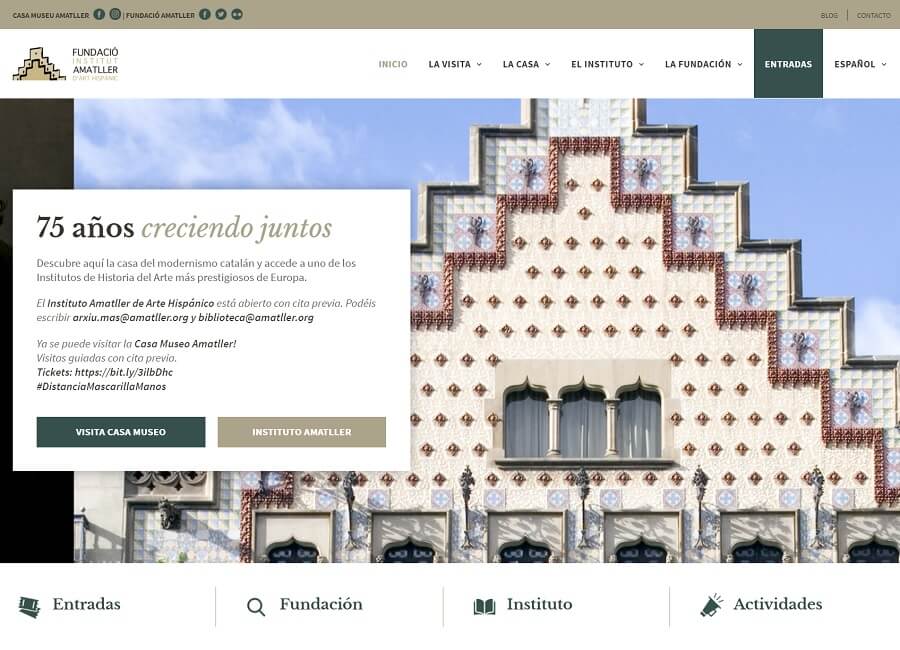 CASA MUSEU AMATLLER | FUNDACIÓ AMATLLER
BLOG | CONTACTO
FUNDACIÓ
INSTITUT
AMATLLER
D'ART HISPÀNIC
INICIO LA VISITA LA CASA EL INSTITUTO LA FUNDACIÓN ENTRADAS ESPAÑOL
75 años creciendo juntos
Descubre aquí la casa del modernismo catalán y accede a uno de los
Institutos de Historia del Arte más prestigiosos de Europa.
El Instituto Amatller de Arte Hispánico está abierto con cita previa. Podéis
escribir arxiu.mas@amatller.org y biblioteca@amatller.org
Ya se puede visitar la Casa Museo Amatller!
Visitas guiadas con cita previa.
Tickets: https://bit.ly/3ilbDhc
#DistanciaMascarillaManos
VISITA CASA MUSEO
INSTITUTO AMATLLER
Entradas
Fundación
Instituto
Actividades